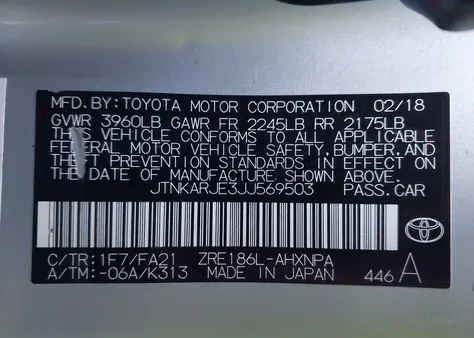 MFD.BY:TOYOTA MOTOR CORPORATION 02/18
GVWR 3960LB GAWR FR 2245LB RR 2175LB
THIS VEHICLE CONFORMS TO ALL APPLICABLE
FEDERAL MOTOR VEHICLE SAFETY,BUMPER,AND
THEFT PREVENTION STANDARDS IN EFFECT ON
THE DATE OF MANUFACTURE SHOWN ABOVE.
JTNKARJE3JJ569503 PASS.CAR
TOYOTA
C/TR:1F7/FA21 ZRE186L-AHXNPA
A/TM:-06A/K313 MADE IN JAPAN 446 A
AUTOSNAP